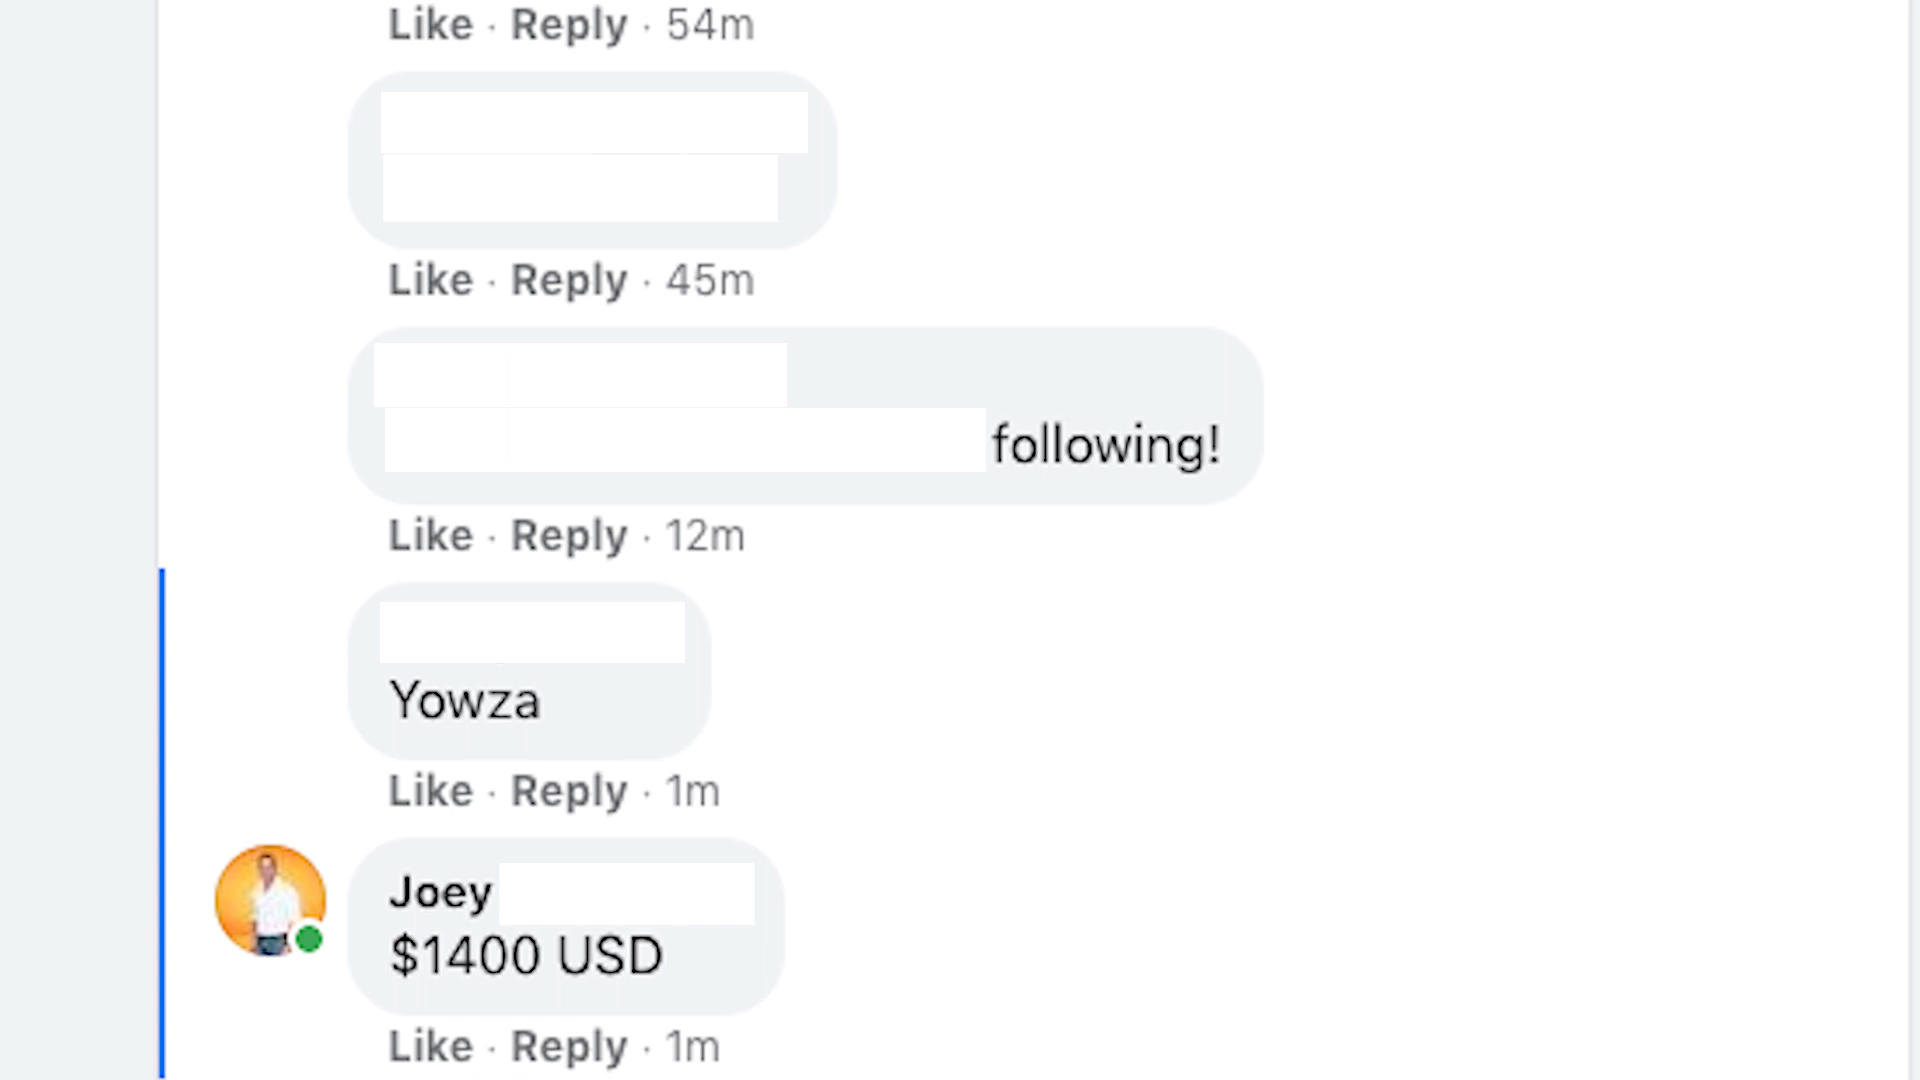 Like · Reply · 54m
Like · Reply · 45m
following!
Like · Reply · 12m
Yowza
Like · Reply · 1m
Joey
$1400 USD
Like · Reply · 1m